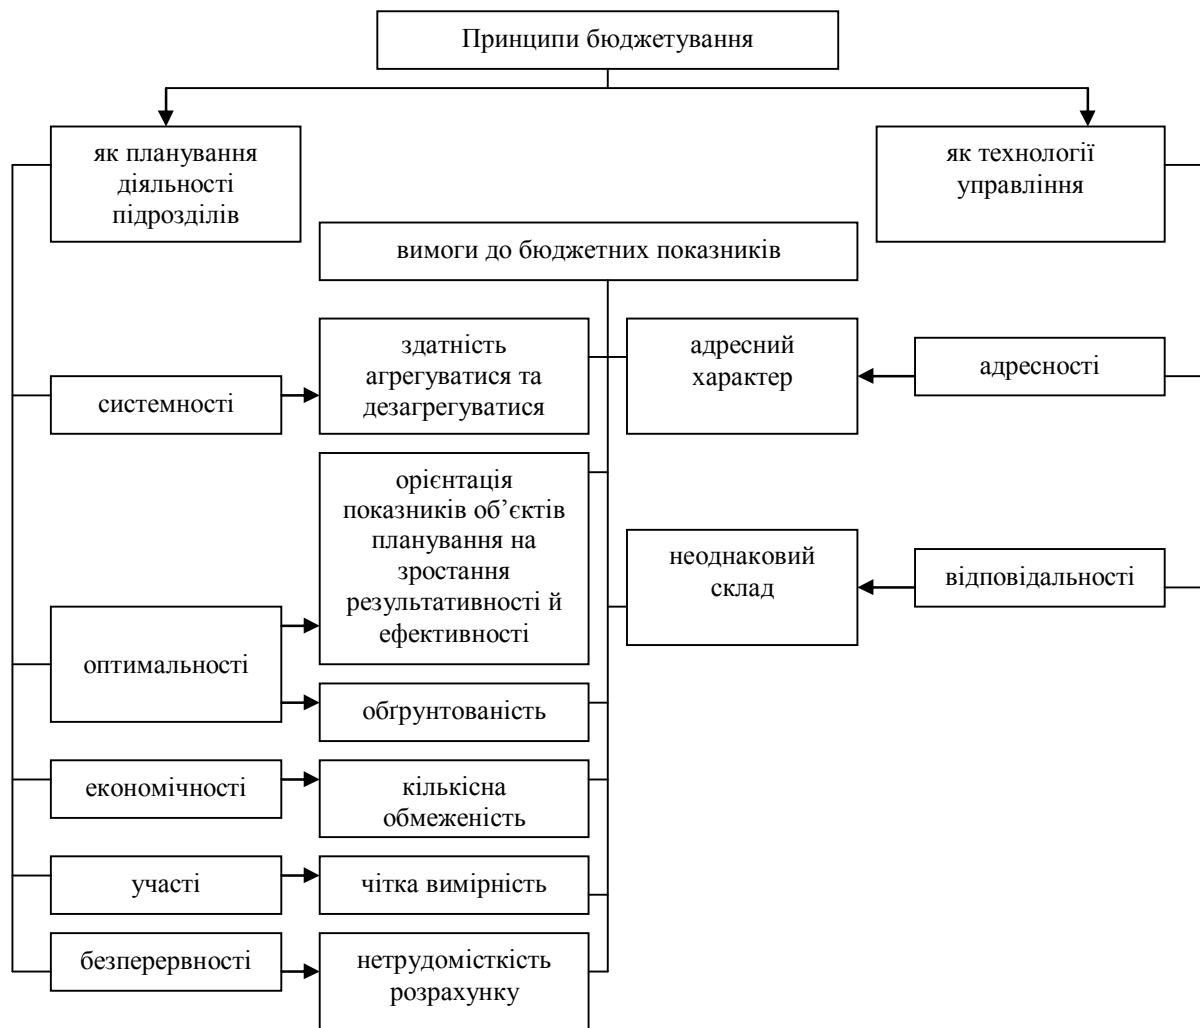 Принципи бюджетування
як планування
діяльності
підрозділів
як технології
управління
вимоги до бюджетних показників
системності
здатність
агрегуватися та
дезагрегуватися
адресний
характер
адресності
оптимальності
орієнтація
показників об’єктів
планування на
зростання
результативності й
ефективності
неоднаковий
склад
відповідальності
обґрунтованість
економічності
кількісна
обмеженість
участі
чітка вимірність
безперервності
нетрудомісткість
розрахунку